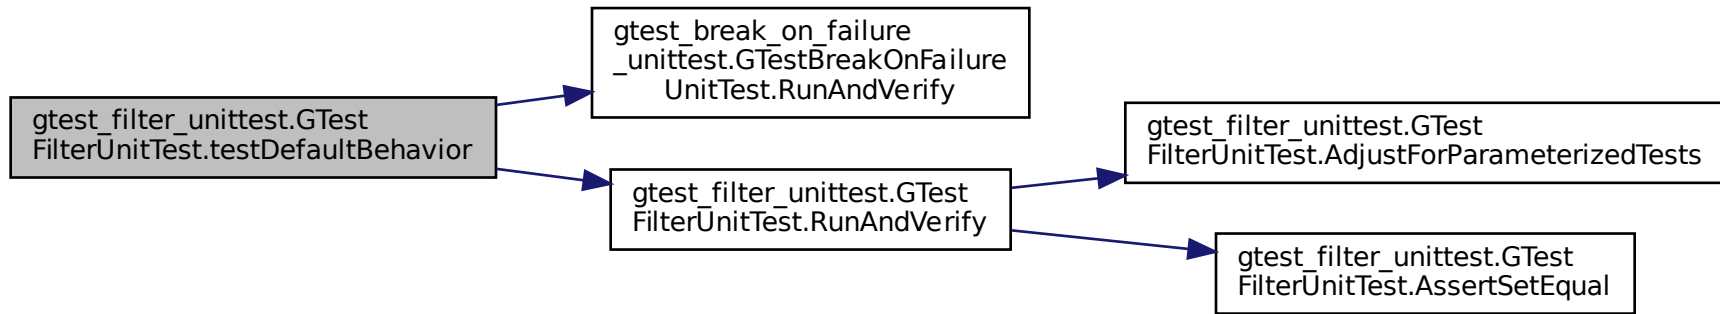 gtest_filter_unittest.GTest
FilterUnitTest.testDefaultBehavior
gtest_break_on_failure
_unittest.GTestBreakOnFailure
UnitTest.RunAndVerify
gtest_filter_unittest.GTest
FilterUnitTest.RunAndVerify
gtest_filter_unittest.GTest
FilterUnitTest.AdjustForParameterizedTests
gtest_filter_unittest.GTest
FilterUnitTest.AssertSetEqual